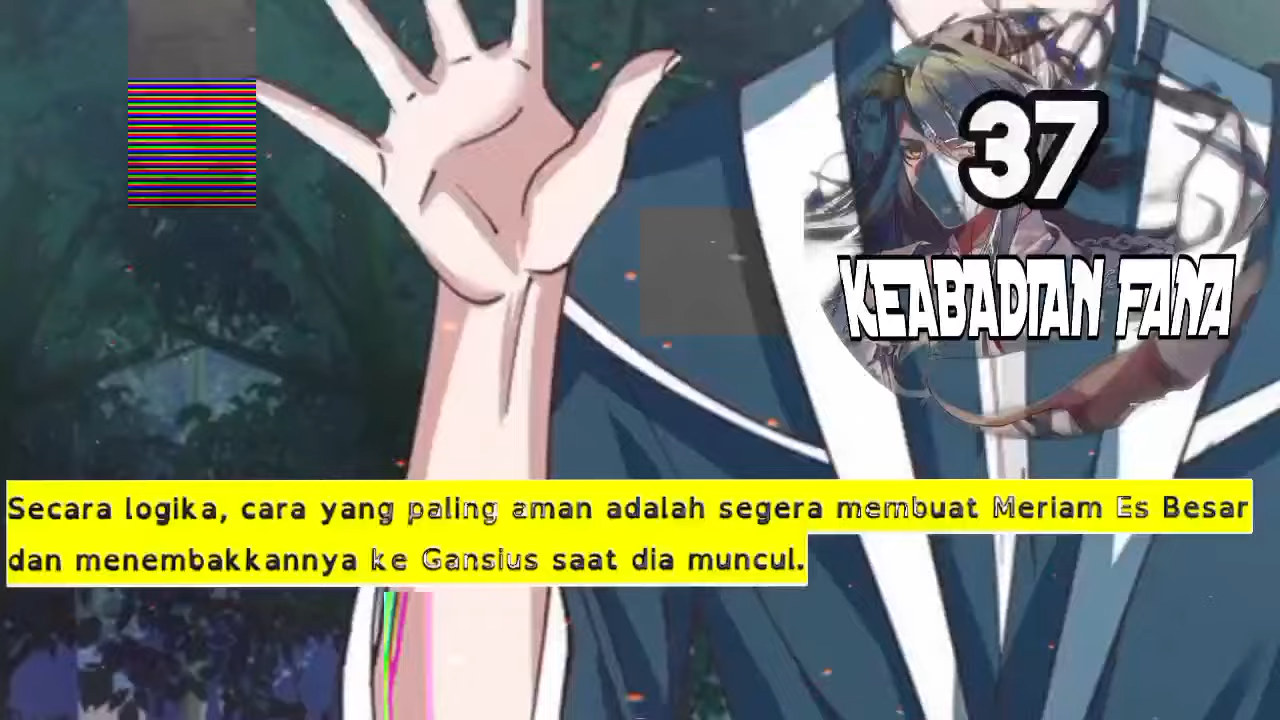 37
KEABADIAN FANA
Secara logika, cara yang paling aman adalah segera membuat Meriam Es Besar
dan menembakkannya ke Gansius saat dia muncul.